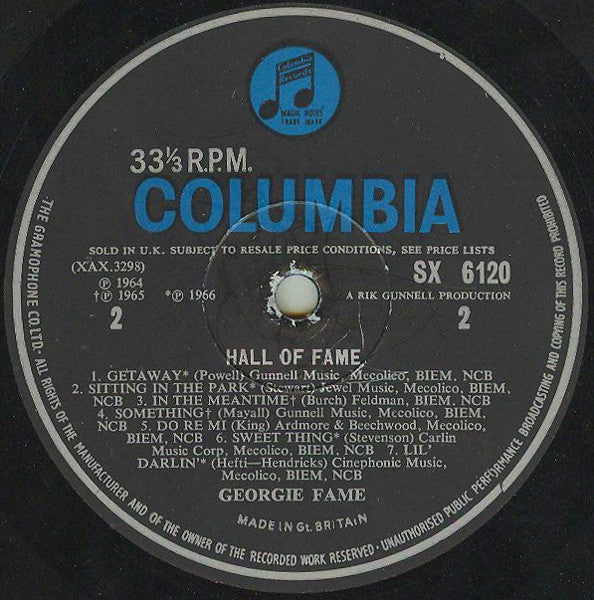 Columbia
Records
MAGIC NOTES
TRADE MARK
33⅓ R.P.M.
COLUMBIA
SOLD IN U.K. SUBJECT TO RESALE PRICE CONDITIONS, SEE PRICE LISTS
(XAX.3298)
SX 6120
℗ 1964
†℗ 1965 *℗ 1966
A RIK GUNNELL PRODUCTION
2
2
HALL OF FAME
1. GETAWAY* (Powell) Gunnell Music, Mecolico, BIEM, NCB
2. SITTING IN THE PARK* (Stewart) Jewel Music, Mecolico, BIEM,
NCB 3. IN THE MEANTIME† (Burch) Feldman, BIEM, NCB
4. SOMETHING† (Mayall) Gunnell Music, Mecolico, BIEM,
NCB 5. DO RE MI (King) Ardmore & Beechwood, Mecolico,
BIEM, NCB 6. SWEET THING* (Stevenson) Carlin
Music Corp, Mecolico, BIEM, NCB 7. LIL'
DARLIN'* (Hefti—Hendricks) Cinephonic Music,
Mecolico, BIEM, NCB
GEORGIE FAME
MADE IN Gt. BRITAIN
THE GRAMOPHONE CO. LTD. · ALL RIGHTS OF THE MANUFACTURER AND OF THE OWNER OF THE RECORDED WORK RESERVED · UNAUTHORISED PUBLIC PERFORMANCE BROADCASTING AND COPYING OF THIS RECORD PROHIBITED